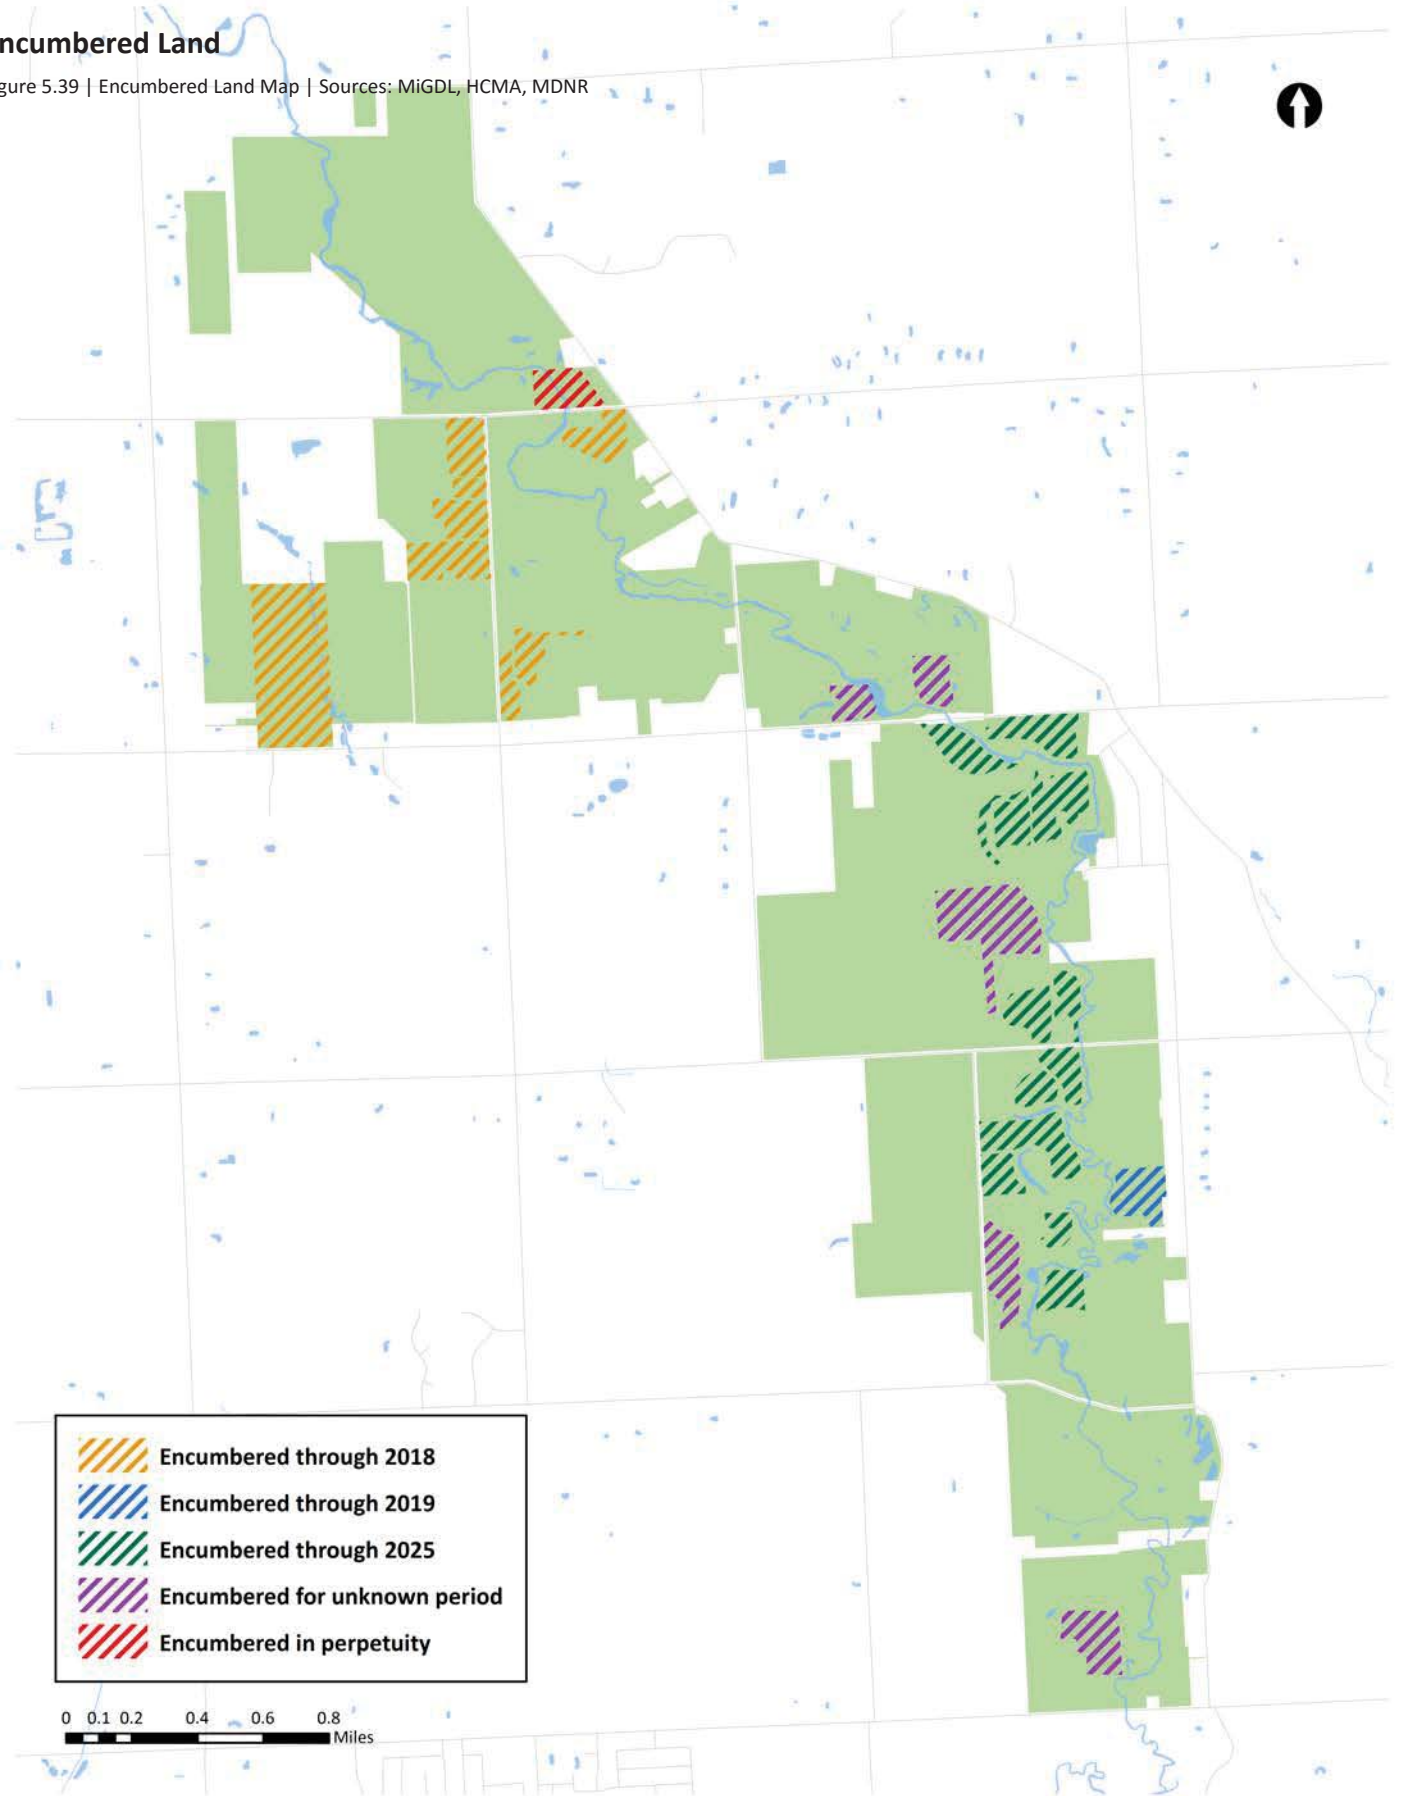 ncumbered Land
gure 5.39 | Encumbered Land Map | Sources: MiGDL, HCMA, MDNR
Encumbered through 2018
Encumbered through 2019
Encumbered through 2025
Encumbered for unknown period
Encumbered in perpetuity
0 0.1 0.2 0.4 0.6 0.8
Miles